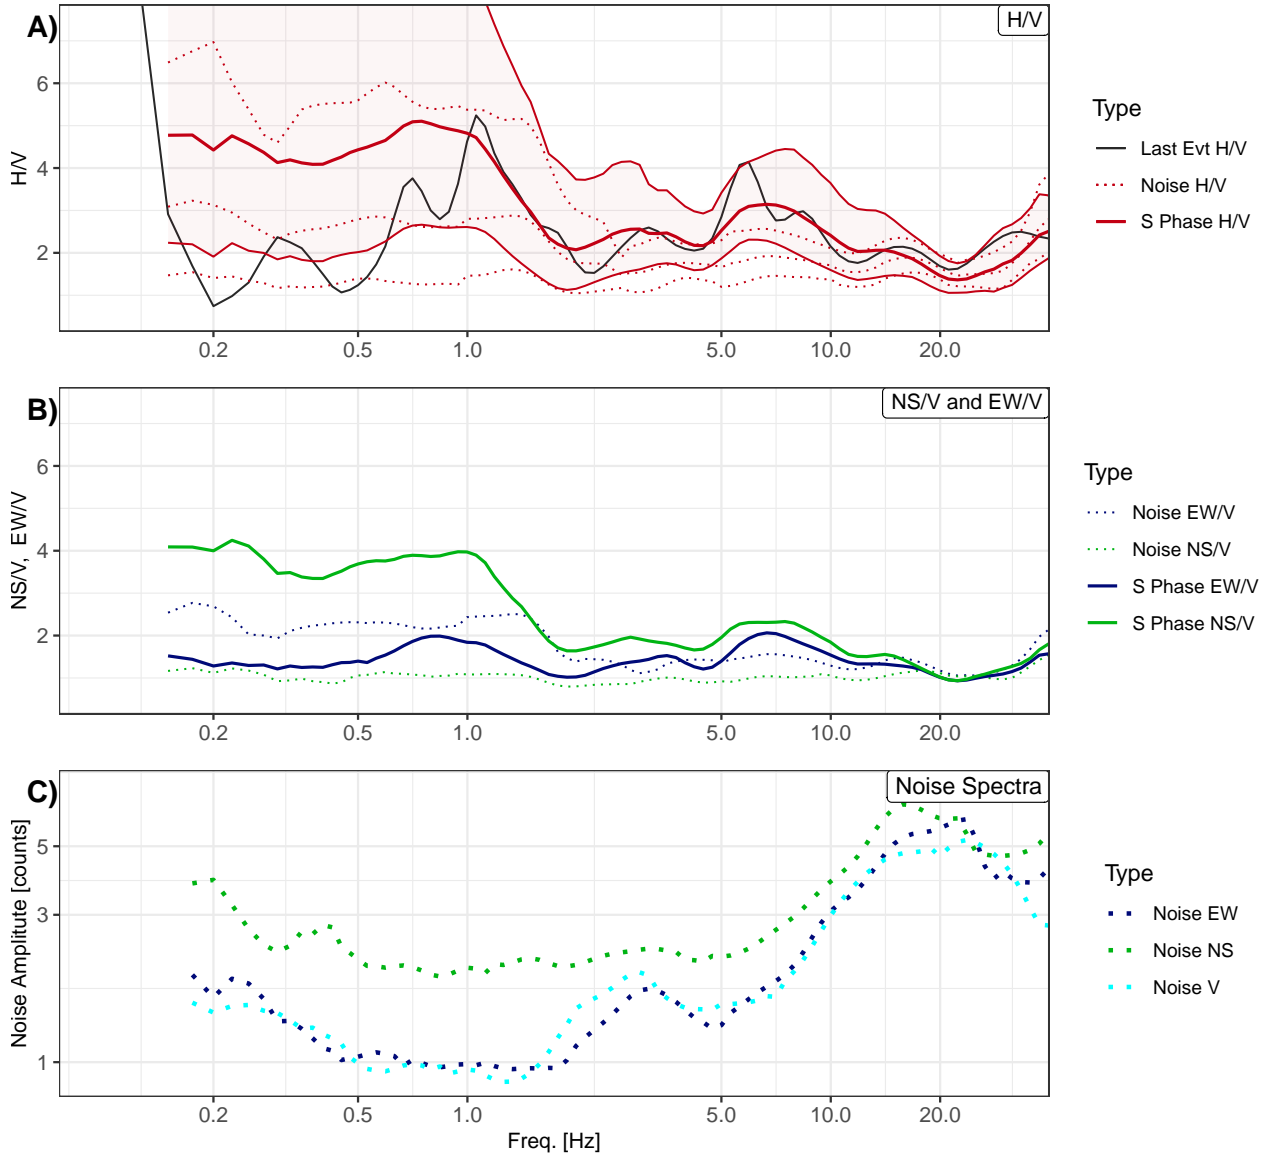 A)
H/V
6
4
2
H/V
0.2 0.5 1.0 5.0 10.0 20.0
Type
Last Evt H/V
Noise H/V
S Phase H/V
B)
NS/V and EW/V
6
4
2
NS/V, EW/V
0.2 0.5 1.0 5.0 10.0 20.0
Type
Noise EW/V
Noise NS/V
S Phase EW/V
S Phase NS/V
C)
Noise Spectra
5
3
1
Noise Amplitude [counts]
0.2 0.5 1.0 5.0 10.0 20.0
Freq. [Hz]
Type
Noise EW
Noise NS
Noise V